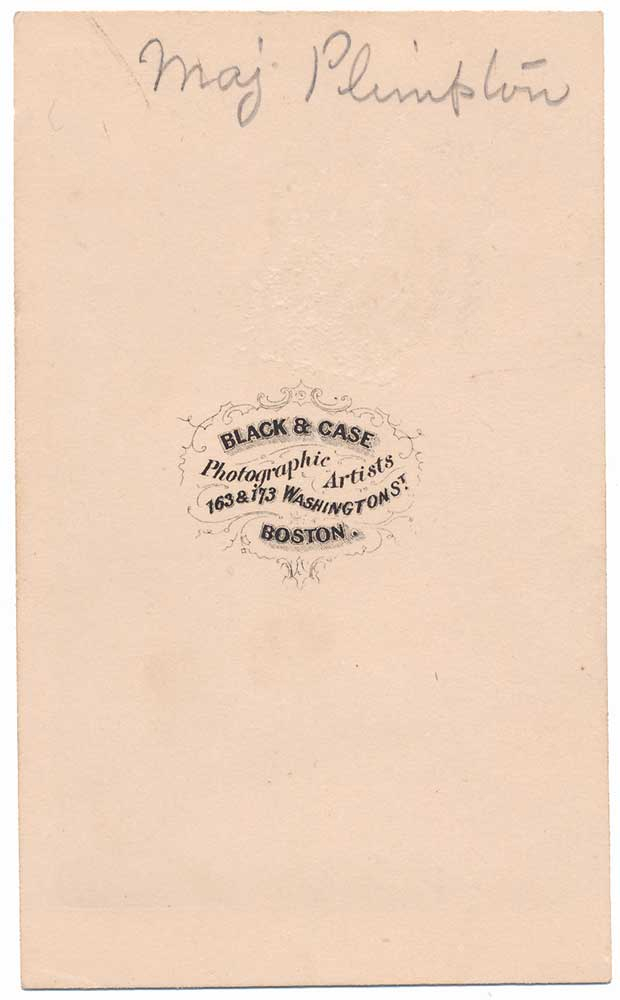 Maj. Plimpton
BLACK & CASE
Photographic Artists
163 & 173 WASHINGTON ST.
BOSTON.